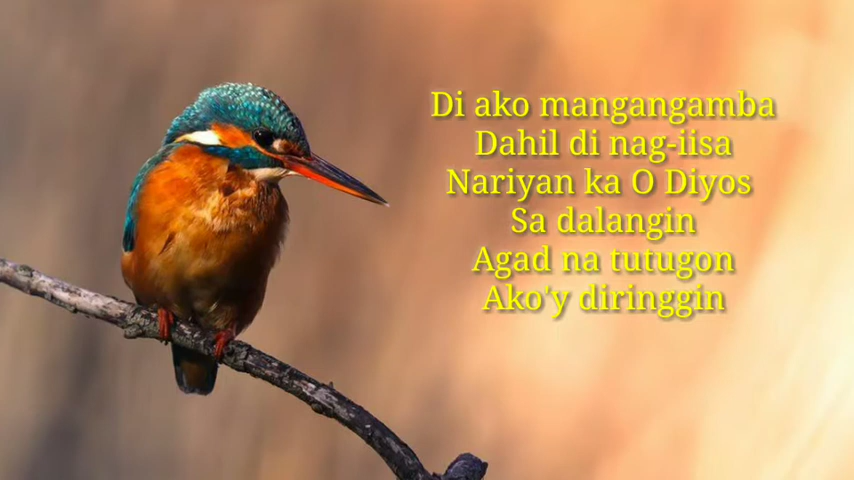 Di ako mangangamba
Dahil di nag-iisa
Nariyan ka O Diyos
Sa dalangin
Agad na tutugon
Ako'y diringgin